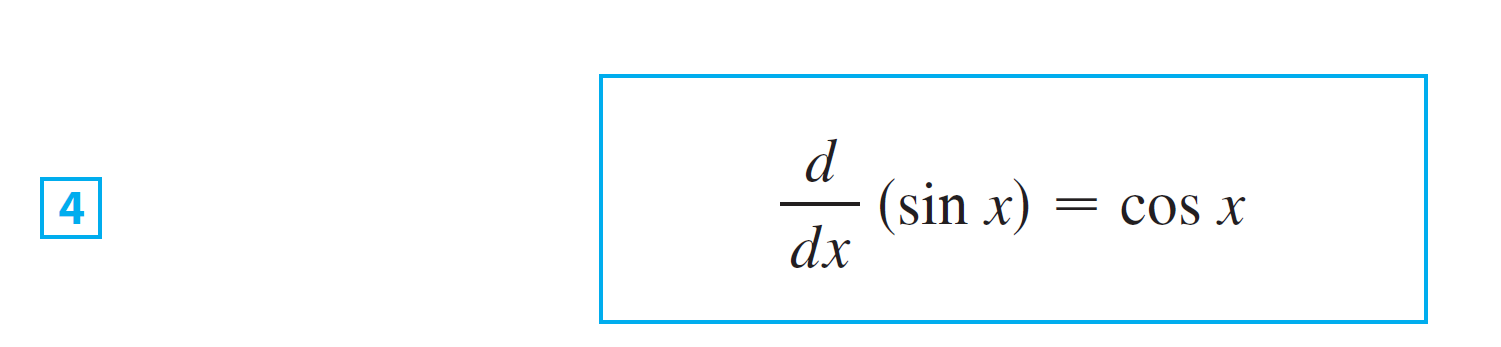 4
d/dx (sin x) = cos x